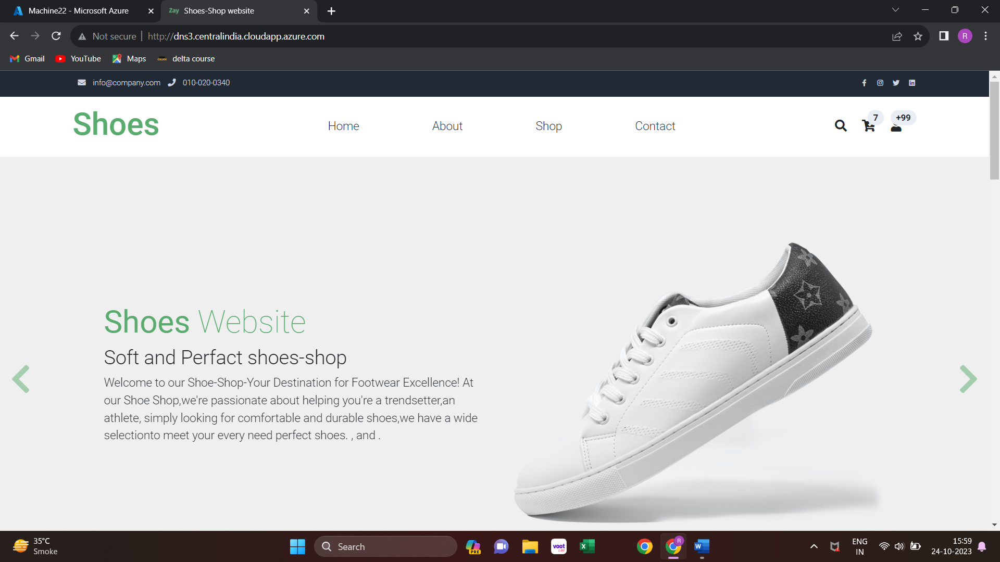 Machine22 - Microsoft Azure
Zay Shoes-Shop website
Not secure http://dns3.centralindia.cloudapp.azure.com
R
Gmail YouTube Maps COLLEGE delta course
info@company.com 010-020-0340
Shoes Home About Shop Contact 7 +99
Shoes Website
Soft and Perfact shoes-shop
Welcome to our Shoe-Shop-Your Destination for Footwear Excellence! At
our Shoe Shop,we're passionate about helping you're a trendsetter,an
athlete, simply looking for comfortable and durable shoes,we have a wide
selectionto meet your every need perfect shoes. , and .
35°C
Smoke
Search
PRE
voot
Lite
X
R
W
ENG
IN
15:59
24-10-2023